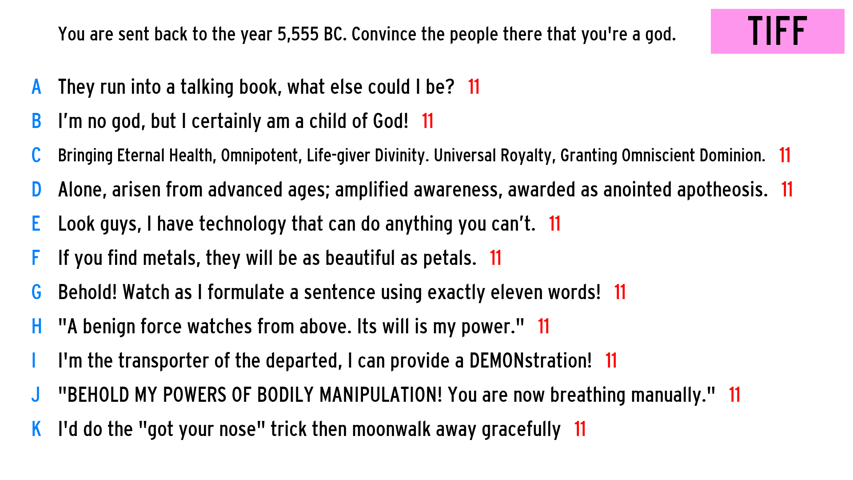 You are sent back to the year 5,555 BC. Convince the people there that you're a god.
TIFF
A They run into a talking book, what else could I be? 11
B I’m no god, but I certainly am a child of God! 11
C Bringing Eternal Health, Omnipotent, Life-giver Divinity. Universal Royalty, Granting Omniscient Dominion. 11
D Alone, arisen from advanced ages; amplified awareness, awarded as anointed apotheosis. 11
E Look guys, I have technology that can do anything you can’t. 11
F If you find metals, they will be as beautiful as petals. 11
G Behold! Watch as I formulate a sentence using exactly eleven words! 11
H "A benign force watches from above. Its will is my power." 11
I I'm the transporter of the departed, I can provide a DEMONstration! 11
J "BEHOLD MY POWERS OF BODILY MANIPULATION! You are now breathing manually." 11
K I'd do the "got your nose" trick then moonwalk away gracefully 11